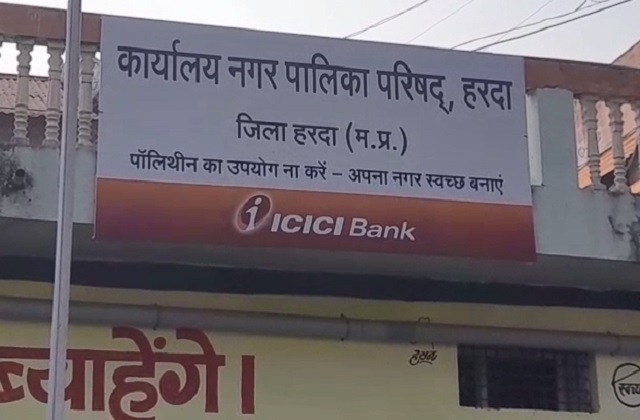 कार्यालय नगर पालिका परिषद्, हरदा
जिला हरदा (म.प्र.)
पॉलिथीन का उपयोग ना करें - अपना नगर स्वच्छ बनाएं
ICICI Bank
ब्याहेंगे।